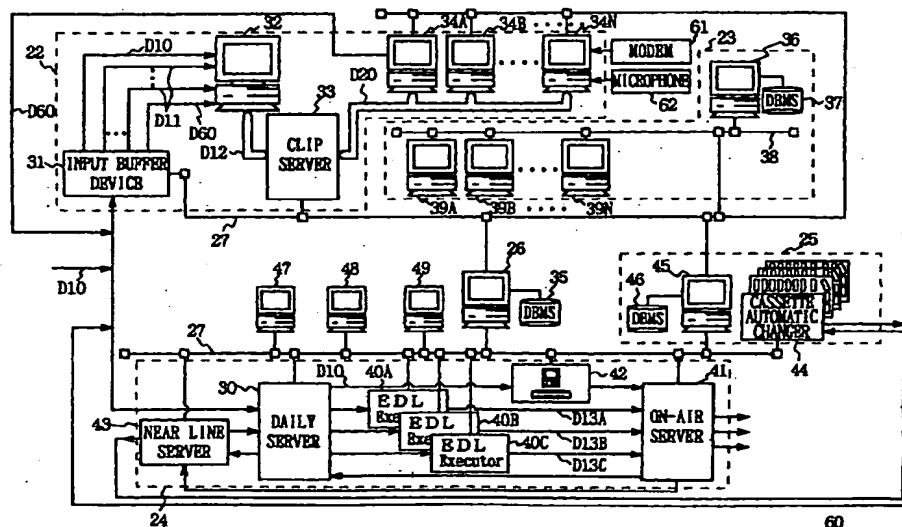 32
34A
34B
34N
61
MODEM
23
36
22
D10
D20
MICROPHONE
62
DBMS
37
33
D60
D11
D60
D12
CLIP SERVER
38
31
INPUT BUFFER DEVICE
39A
39B
39N
27
26
25
D10
47
48
49
35
DBMS
45
46
DBMS
CASSETTE AUTOMATIC CHANGER
44
27
30
D10
40A
42
41
43
NEAR LINE SERVER
DAILY SERVER
EDL
Exe
EDL
Exe
40B
EDL
Executor
40C
D13A
D13B
D13C
ON-AIR SERVER
24
60